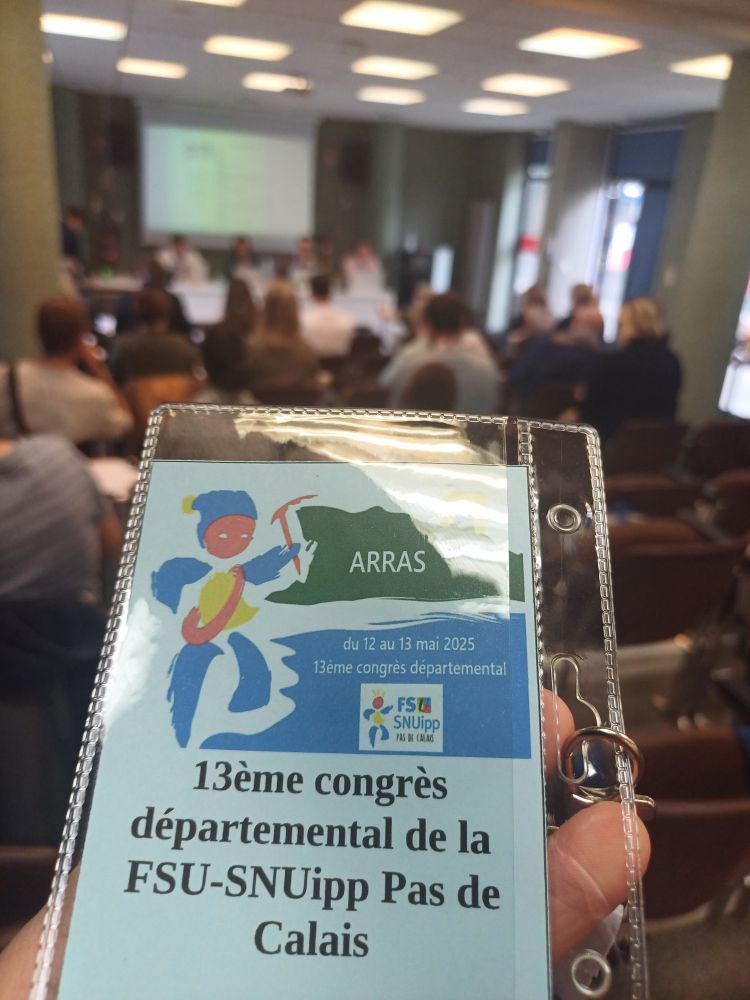 ARRAS
du 12 au 13 mai 2025
13ème congrès départemental
FSU
SNUipp
PAS DE CALAIS
13ème congrès
départemental de la
FSU-SNUipp Pas de
Calais